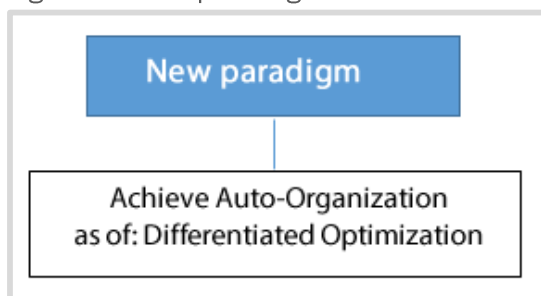 New paradigm
Achieve Auto-Organization
as of: Differentiated Optimization